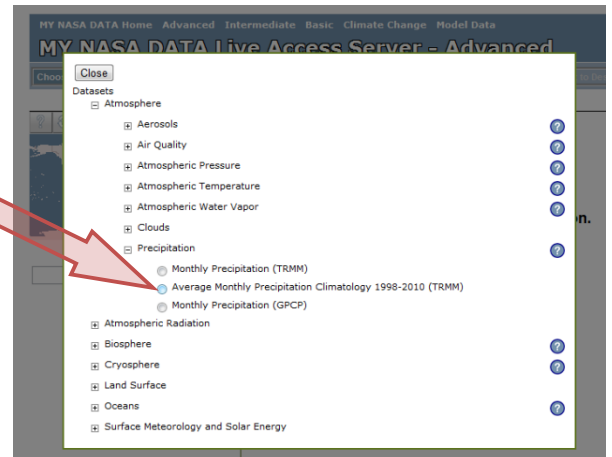 MY NASA DATA Home Advanced Intermediate Basic Climate Change Model Data
MY NASA DATA Live Access Server – Advanced
Close
Datasets
Atmosphere
Aerosols
Air Quality
Atmospheric Pressure
Atmospheric Temperature
Atmospheric Water Vapor
Clouds
Precipitation
Monthly Precipitation (TRMM)
Average Monthly Precipitation Climatology 1998-2010 (TRMM)
Monthly Precipitation (GPCP)
Atmospheric Radiation
Biosphere
Cryosphere
Land Surface
Oceans
Surface Meteorology and Solar Energy